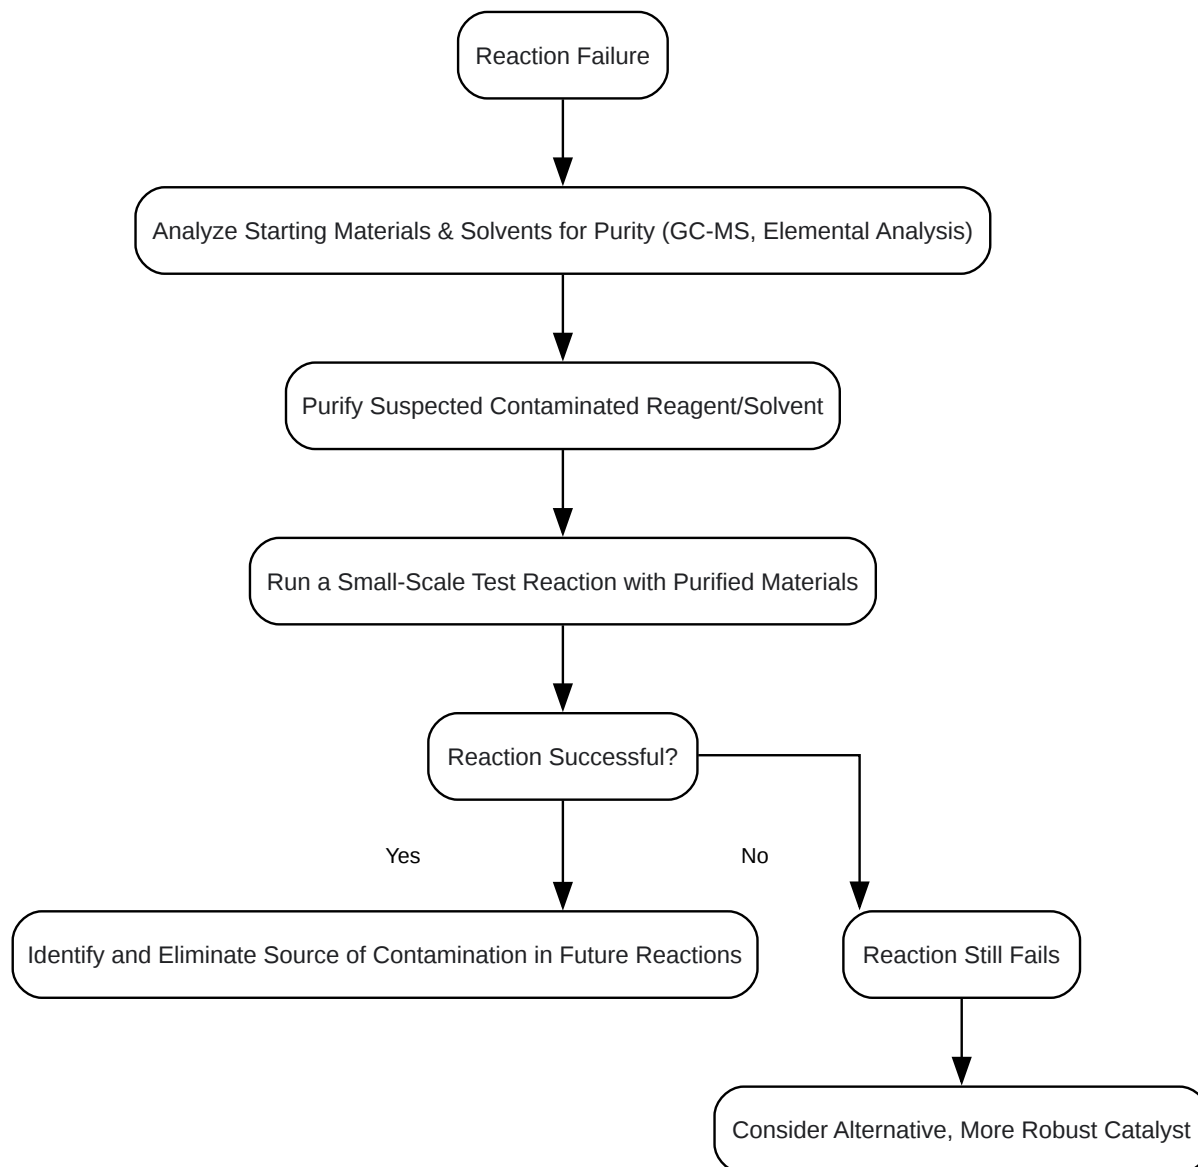 Reaction Failure
Analyze Starting Materials & Solvents for Purity (GC-MS, Elemental Analysis)
Purify Suspected Contaminated Reagent/Solvent
Run a Small-Scale Test Reaction with Purified Materials
Reaction Successful?
Yes
No
Identify and Eliminate Source of Contamination in Future Reactions
Reaction Still Fails
Consider Alternative, More Robust Catalyst